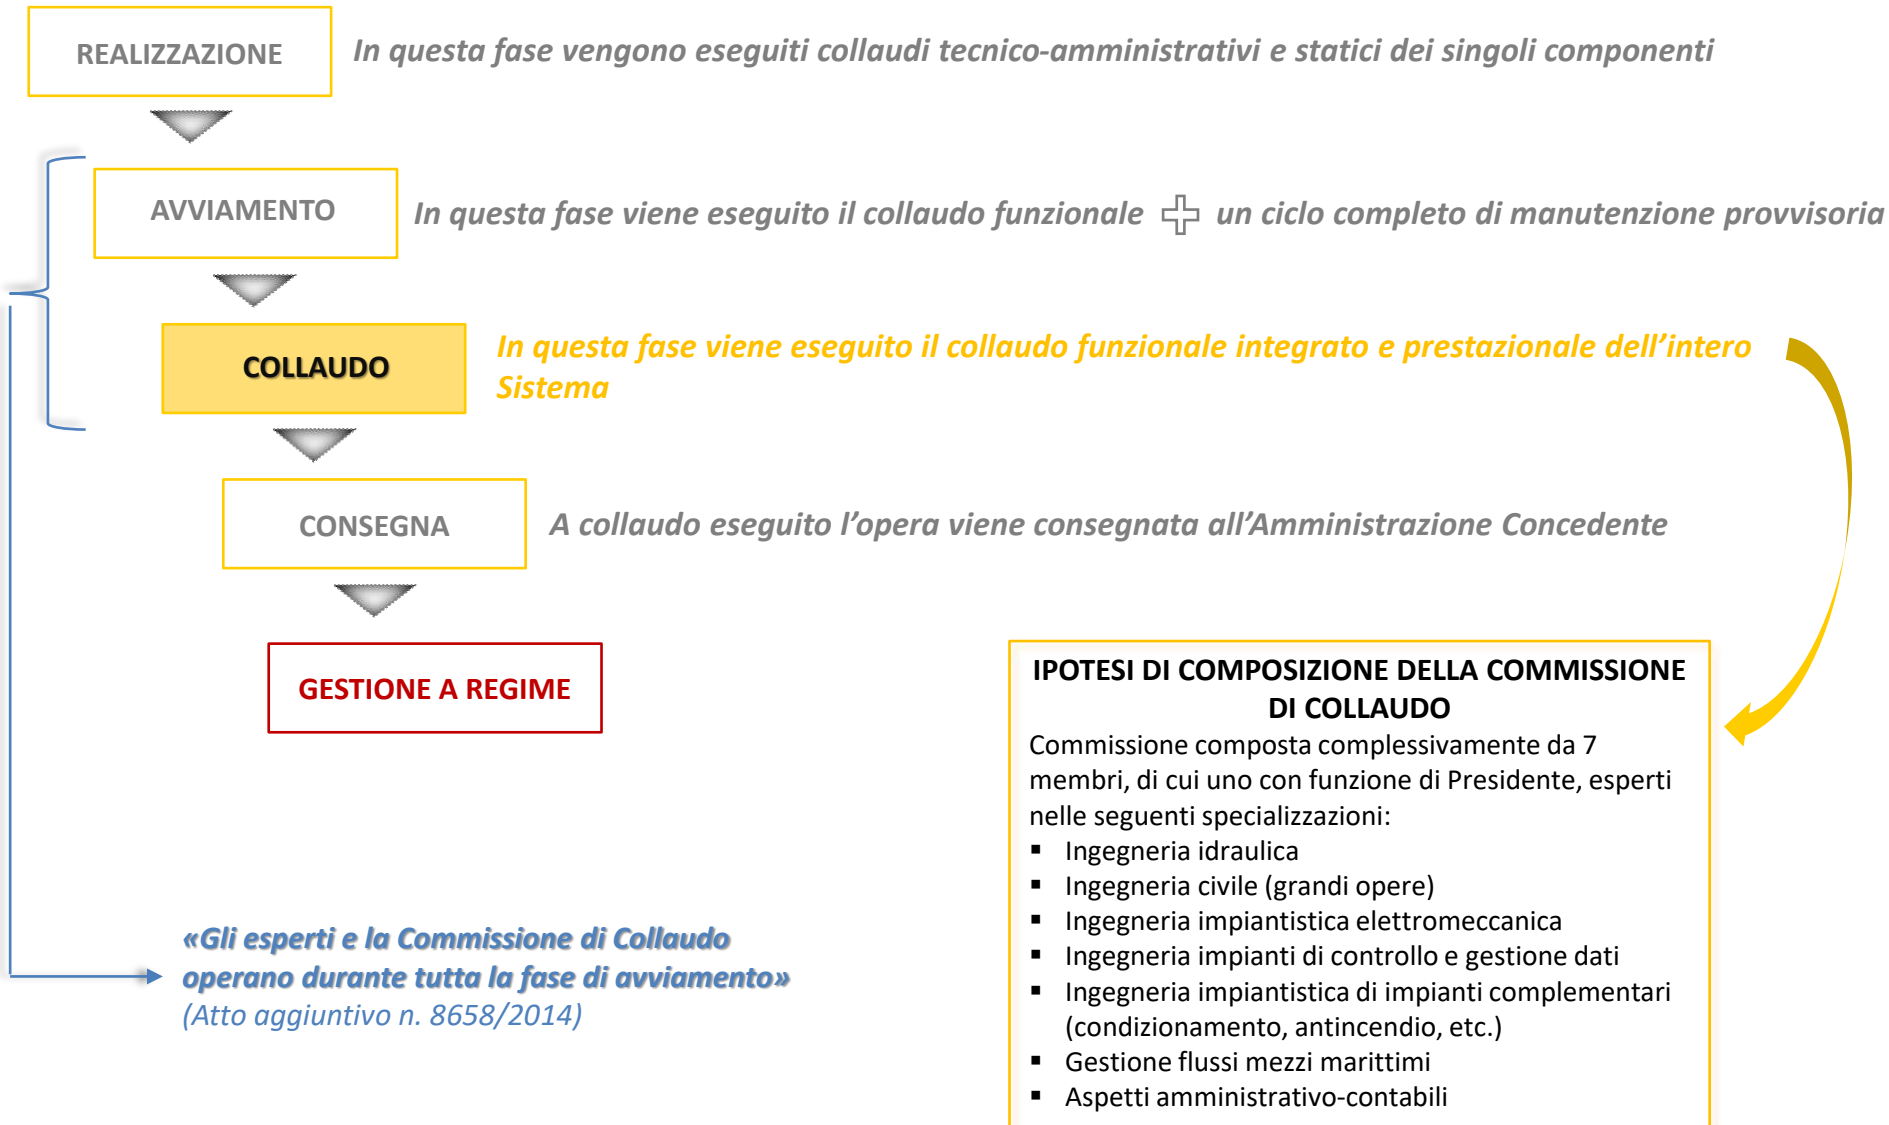 REALIZZAZIONE
In questa fase vengono eseguiti collaudi tecnico-amministrativi e statici dei singoli componenti
AVVIAMENTO
In questa fase viene eseguito il collaudo funzionale un ciclo completo di manutenzione provvisoria
COLLAUDO
In questa fase viene eseguito il collaudo funzionale integrato e prestazionale dell’intero
Sistema
CONSEGNA
A collaudo eseguito l’opera viene consegnata all’Amministrazione Concedente
GESTIONE A REGIME
IPOTESI DI COMPOSIZIONE DELLA COMMISSIONE
DI COLLAUDO
Commissione composta complessivamente da 7
membri, di cui uno con funzione di Presidente, esperti
nelle seguenti specializzazioni:
▪ Ingegneria idraulica
▪ Ingegneria civile (grandi opere)
▪ Ingegneria impiantistica elettromeccanica
▪ Ingegneria impianti di controllo e gestione dati
▪ Ingegneria impiantistica di impianti complementari
(condizionamento, antincendio, etc.)
▪ Gestione flussi mezzi marittimi
▪ Aspetti amministrativo-contabili
«Gli esperti e la Commissione di Collaudo
operano durante tutta la fase di avviamento»
(Atto aggiuntivo n. 8658/2014)